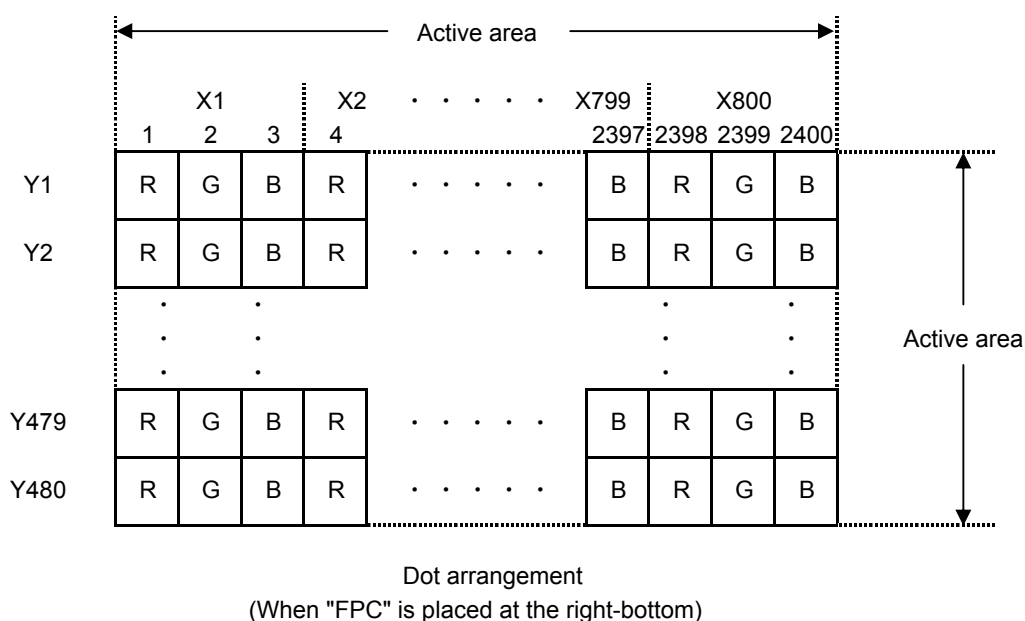 Active area
X1 X2 ・ ・ ・ ・ ・ X799 X800
1 2 3 4 2397 2398 2399 2400
Y1 R G B R ・ ・ ・ ・ ・ B R G B
Y2 R G B R ・ ・ ・ ・ ・ B R G B
・ ・ ・ ・
・ ・ ・ ・
Active area
・ ・ ・ ・
Y479 R G B R ・ ・ ・ ・ ・ B R G B
Y480 R G B R ・ ・ ・ ・ ・ B R G B
Dot arrangement
(When "FPC" is placed at the right-bottom)